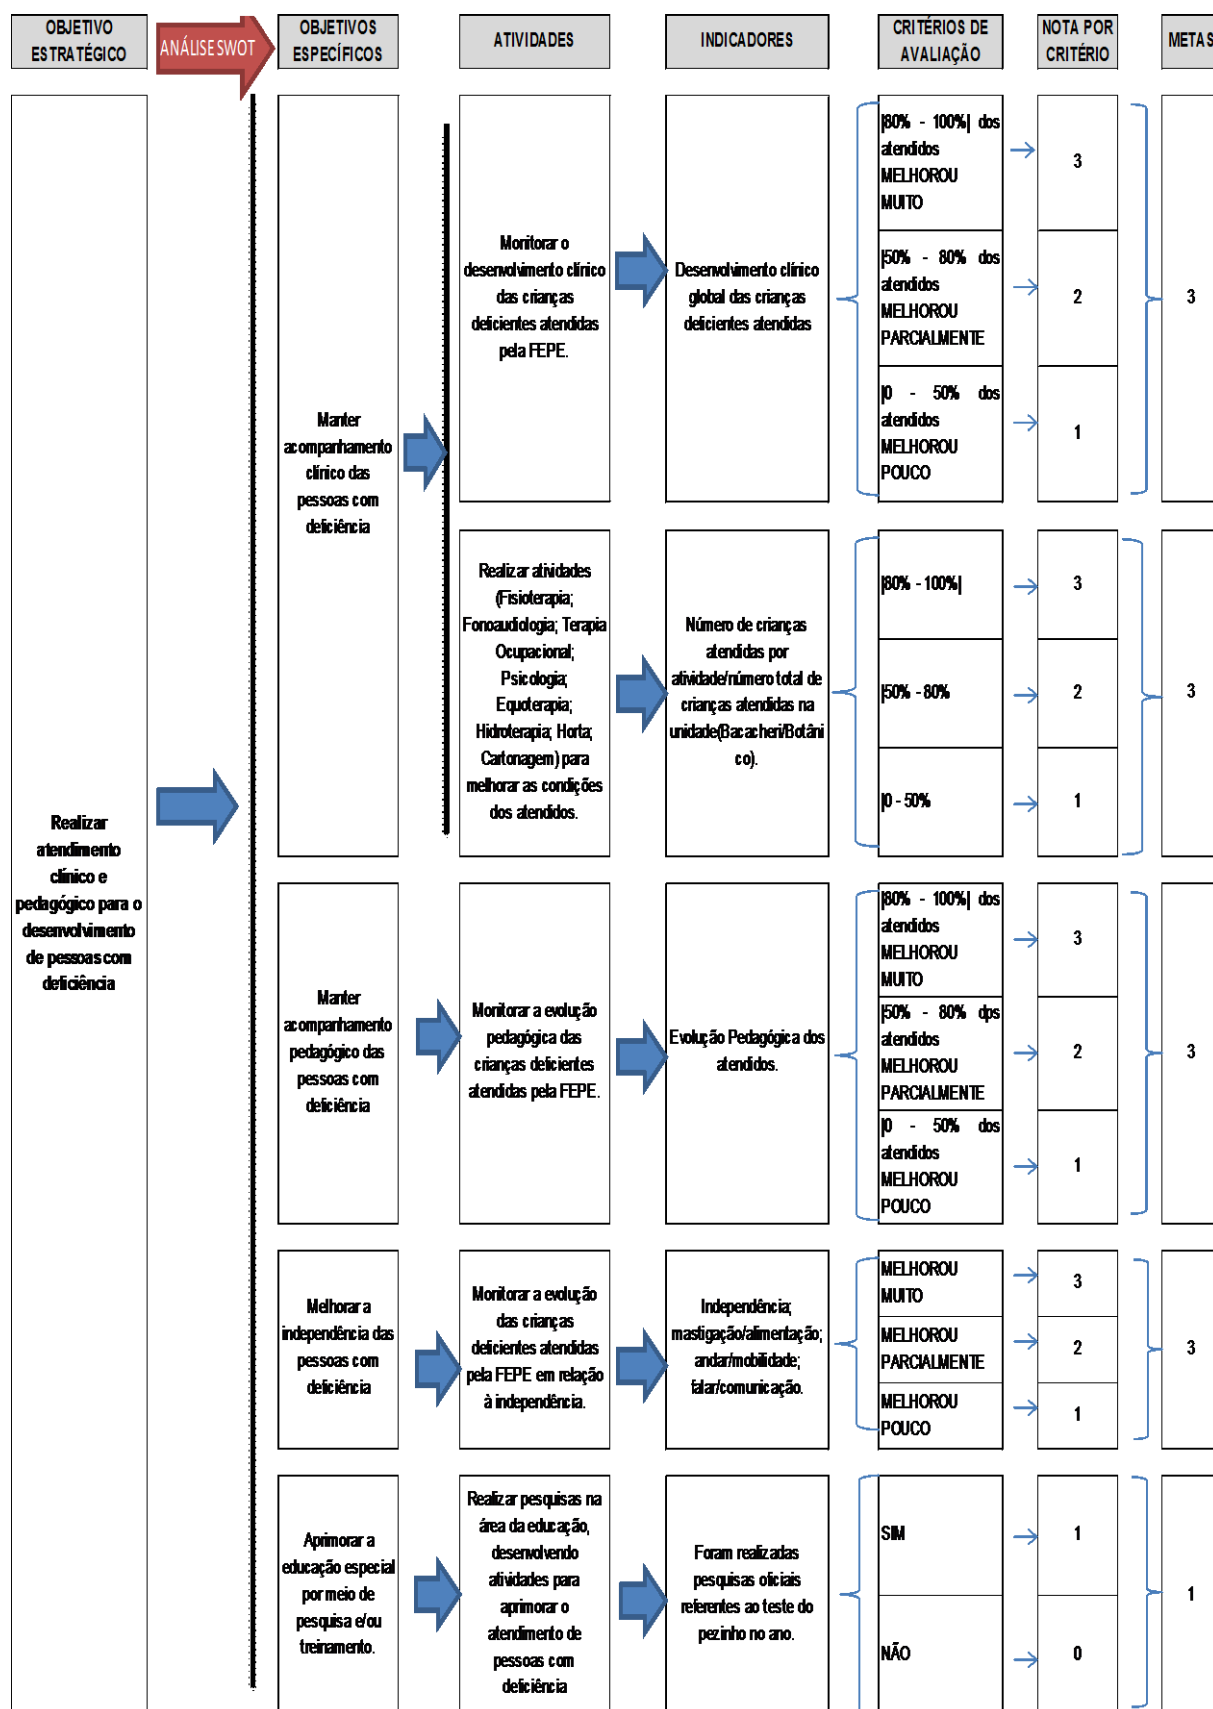 OBJETIVO
ESTRATÉGICO
ANÁLISE SWOT
OBJETIVOS
ESPECÍFICOS
ATIVIDADES
INDICADORES
CRITÉRIOS DE
AVALIAÇÃO
NOTA POR
CRITÉRIO
METAS
Realizar
atendimento
clínico e
pedagógico para o
desenvolvimento
de pessoas com
deficiência
Manter
acompanhamento
clínico das
pessoas com
deficiência
Monitorar o
desenvolvimento clínico
das crianças
deficientes atendidas
pela FEPE.
Desenvolvimento clínico
global das crianças
deficientes atendidas
|80% - 100%| dos
atendidos
MELHOROU
MUITO
3
|50% - 80% dos
atendidos
MELHOROU
PARCIALMENTE
2
|0 - 50% dos
atendidos
MELHOROU
POUCO
1
3
Realizar atividades
(Fisioterapia;
Fonoaudiologia; Terapia
Ocupacional;
Psicologia;
Equoterapia;
Hidroterapia; Horta;
Cartonagem) para
melhorar as condições
dos atendidos.
Número de crianças
atendidas por
atividade/número total de
crianças atendidas na
unidade(Bacacheri/Botâni
co).
|80% - 100%|
3
|50% - 80%
2
|0 - 50%
1
3
Manter
acompanhamento
pedagógico das
pessoas com
deficiência
Monitorar a evolução
pedagógica das
crianças deficientes
atendidas pela FEPE.
Evolução Pedagógica dos
atendidos.
|80% - 100%| dos
atendidos
MELHOROU
MUITO
3
|50% - 80% dps
atendidos
MELHOROU
PARCIALMENTE
2
|0 - 50% dos
atendidos
MELHOROU
POUCO
1
3
Melhorar a
independência das
pessoas com
deficiência
Monitorar a evolução
das crianças
deficientes atendidas
pela FEPE em relação
à independência.
Independência;
mastigação/alimentação;
andar/mobilidade;
falar/comunicação.
MELHOROU
MUITO
3
MELHOROU
PARCIALMENTE
2
MELHOROU
POUCO
1
3
Aprimorar a
educação especial
por meio de
pesquisa e/ou
treinamento.
Realizar pesquisas na
área da educação,
desenvolvendo
atividades para
aprimorar o
atendimento de
pessoas com
deficiência
Foram realizadas
pesquisas oficiais
referentes ao teste do
pezinho no ano.
SIM
1
NÃO
0
1